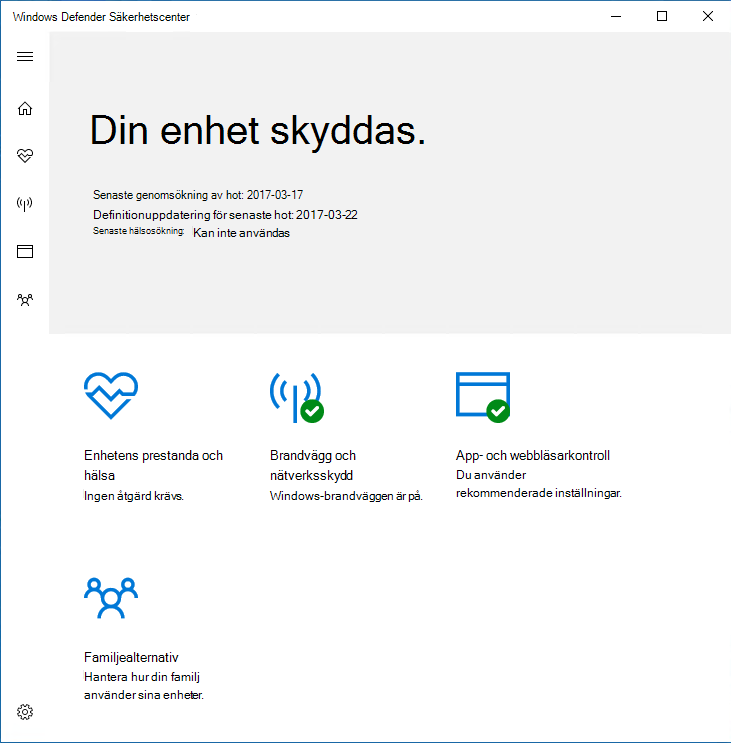 Windows Defender Säkerhetscenter
Din enhet skyddas.
Senaste genomsökning av hot: 2017-03-17
Definitionuppdatering för senaste hot: 2017-03-22
Senaste hälsosökning: Kan inte användas
Enhetens prestanda och
hälsa
Ingen åtgärd krävs.
Brandvägg och
nätverksskydd
Windows-brandväggen är på.
App- och webbläsarkontroll
Du använder
rekommenderade inställningar.
Familjealternativ
Hantera hur din familj
använder sina enheter.